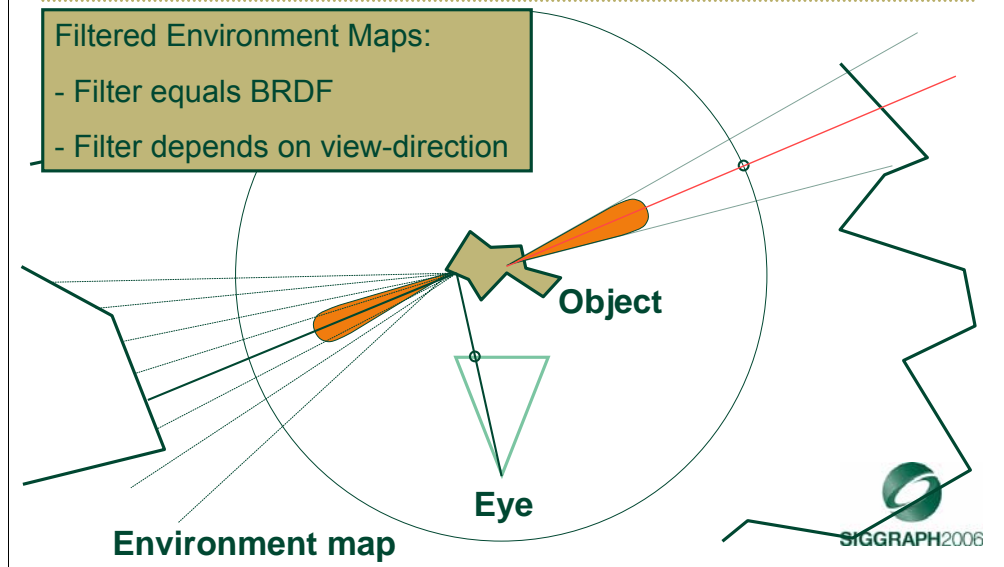 Filtered Environment Maps:
- Filter equals BRDF
- Filter depends on view-direction
Object
Eye
Environment map
SIGGRAPH2006